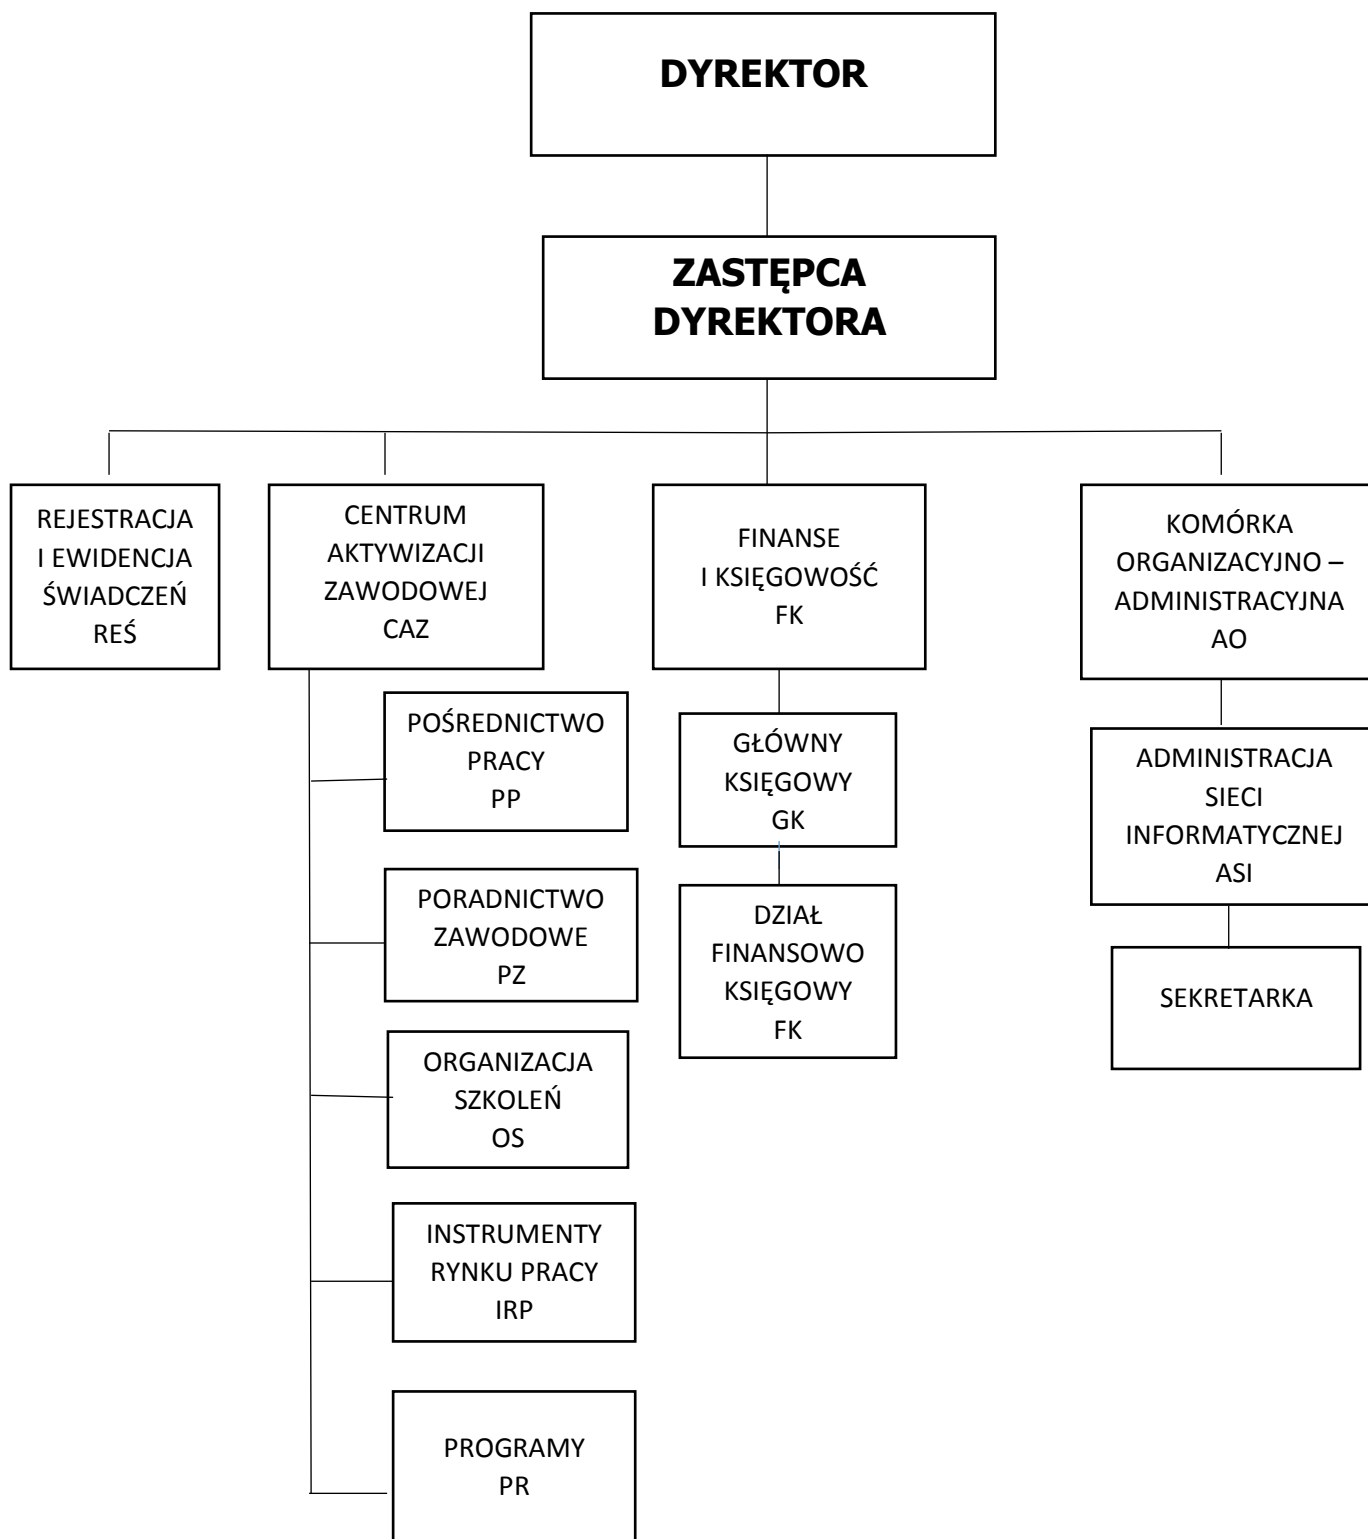 DYREKTOR
ZASTĘPCA
DYREKTORA
REJESTRACJA
I EWIDENCJA
ŚWIADCZEŃ
REŚ
CENTRUM
AKTYWIZACJI
ZAWODOWEJ
CAZ
FINANSE
I KSIĘGOWOŚĆ
FK
KOMÓRKA
ORGANIZACYJNO –
ADMINISTRACYJNA
AO
POŚREDNICTWO
PRACY
PP
PORADNICTWO
ZAWODOWE
PZ
ORGANIZACJA
SZKOLEŃ
OS
INSTRUMENTY
RYNKU PRACY
IRP
PROGRAMY
PR
GŁÓWNY
KSIĘGOWY
GK
DZIAŁ
FINANSOWO
KSIĘGOWY
FK
ADMINISTRACJA
SIECI
INFORMATYCZNEJ
ASI
SEKRETARKA